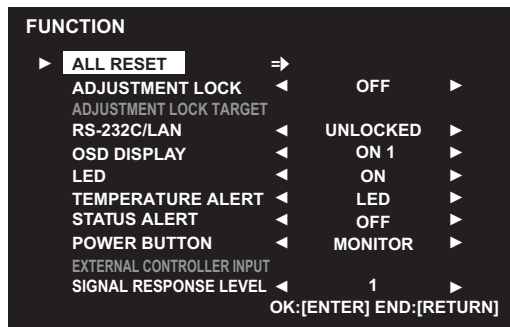 FUNCTION
ALL RESET
ADJUSTMENT LOCK OFF
ADJUSTMENT LOCK TARGET
RS-232C/LAN UNLOCKED
OSD DISPLAY ON 1
LED ON
TEMPERATURE ALERT LED
STATUS ALERT OFF
POWER BUTTON MONITOR
EXTERNAL CONTROLLER INPUT
SIGNAL RESPONSE LEVEL 1
OK:[ENTER] END:[RETURN]